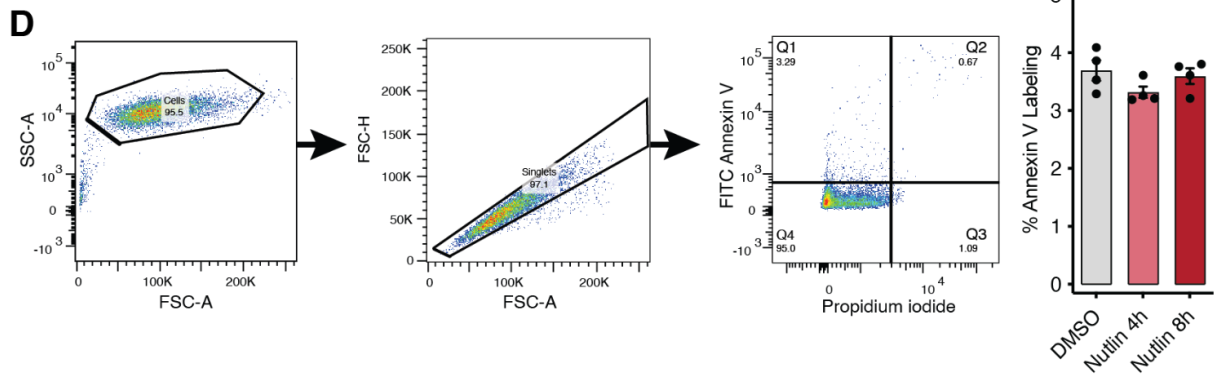 D
SSC-A
10^5
10^4
10^3
0
-10^3
Cells
95.5
0
100K
200K
FSC-A
FSC-H
250K
200K
150K
100K
50K
0
Singlets
97.1
0
100K
200K
FSC-A
FITC Annexin V
10^5
10^4
10^3
0
-10^3
Q1
3.29
Q2
0.67
Q4
95.0
Q3
1.09
0
10^4
Propidium iodide
% Annexin V Labeling
4
3
2
1
0
DMSO
Nutlin 4h
Nutlin 8h